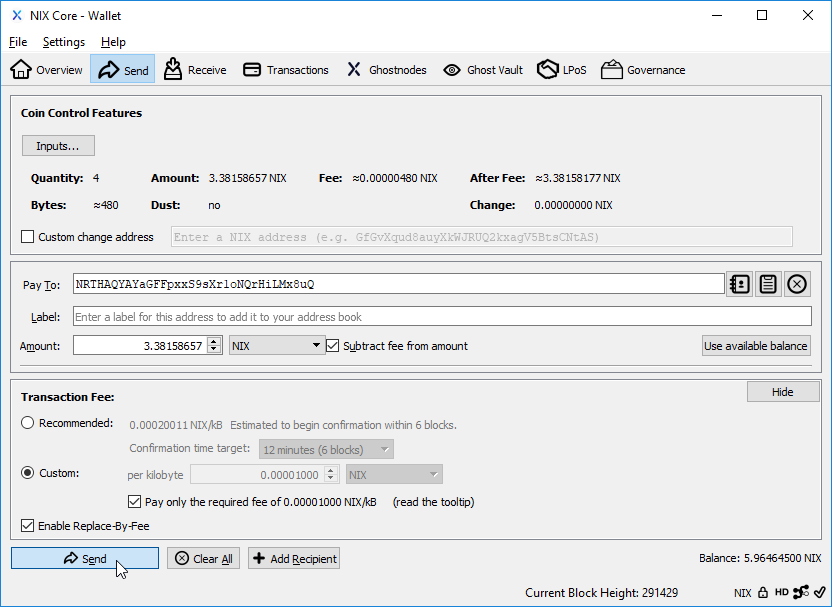 NIX Core - Wallet
File Settings Help
Overview Send Receive Transactions Ghostnodes Ghost Vault LPoS Governance
Coin Control Features
Inputs...
Quantity: 4 Amount: 3.38158657 NIX Fee: ≈0.00000480 NIX After Fee: ≈3.38158177 NIX
Bytes: ≈480 Dust: no Change: 0.00000000 NIX
Custom change address Enter a NIX address (e.g. GfGvXqud8auyXkWJRUQ2kxagV5BtsCNtAS)
Pay To: NRTHAQYAYaGFFpxxS9sXr1oNQrHiLMx8uQ
Label: Enter a label for this address to add it to your address book
Amount: 3.38158657 NIX Subtract fee from amount Use available balance
Transaction Fee: Hide
Recommended: 0.00020011 NIX/kB Estimated to begin confirmation within 6 blocks.
Confirmation time target: 12 minutes (6 blocks)
Custom: per kilobyte 0.00001000 NIX
Pay only the required fee of 0.00001000 NIX/kB (read the tooltip)
Enable Replace-By-Fee
Send Clear All Add Recipient Balance: 5.96464500 NIX
Current Block Height: 291429 NIX HD